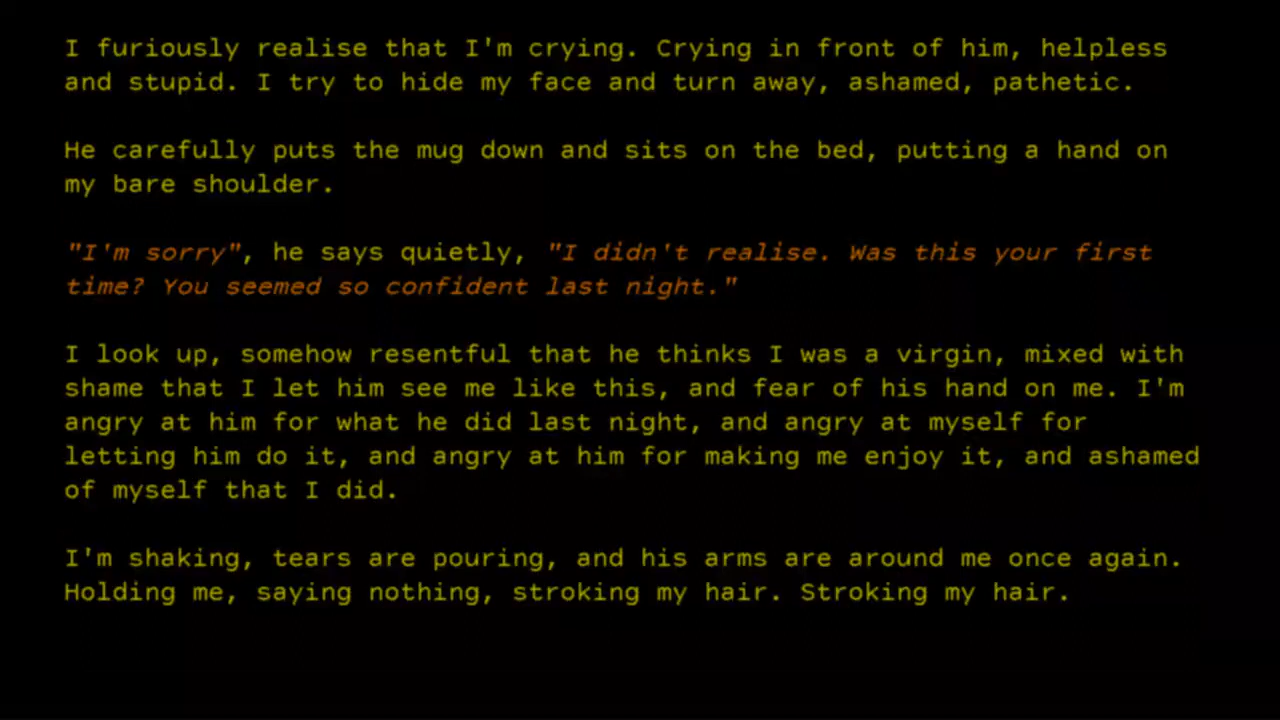 I furiously realise that I'm crying. Crying in front of him, helpless
and stupid. I try to hide my face and turn away, ashamed, pathetic.
He carefully puts the mug down and sits on the bed, putting a hand on
my bare shoulder.
"I'm sorry", he says quietly, "I didn't realise. Was this your first
time? You seemed so confident last night."
I look up, somehow resentful that he thinks I was a virgin, mixed with
shame that I let him see me like this, and fear of his hand on me. I'm
angry at him for what he did last night, and angry at myself for
letting him do it, and angry at him for making me enjoy it, and ashamed
of myself that I did.
I'm shaking, tears are pouring, and his arms are around me once again.
Holding me, saying nothing, stroking my hair. Stroking my hair.